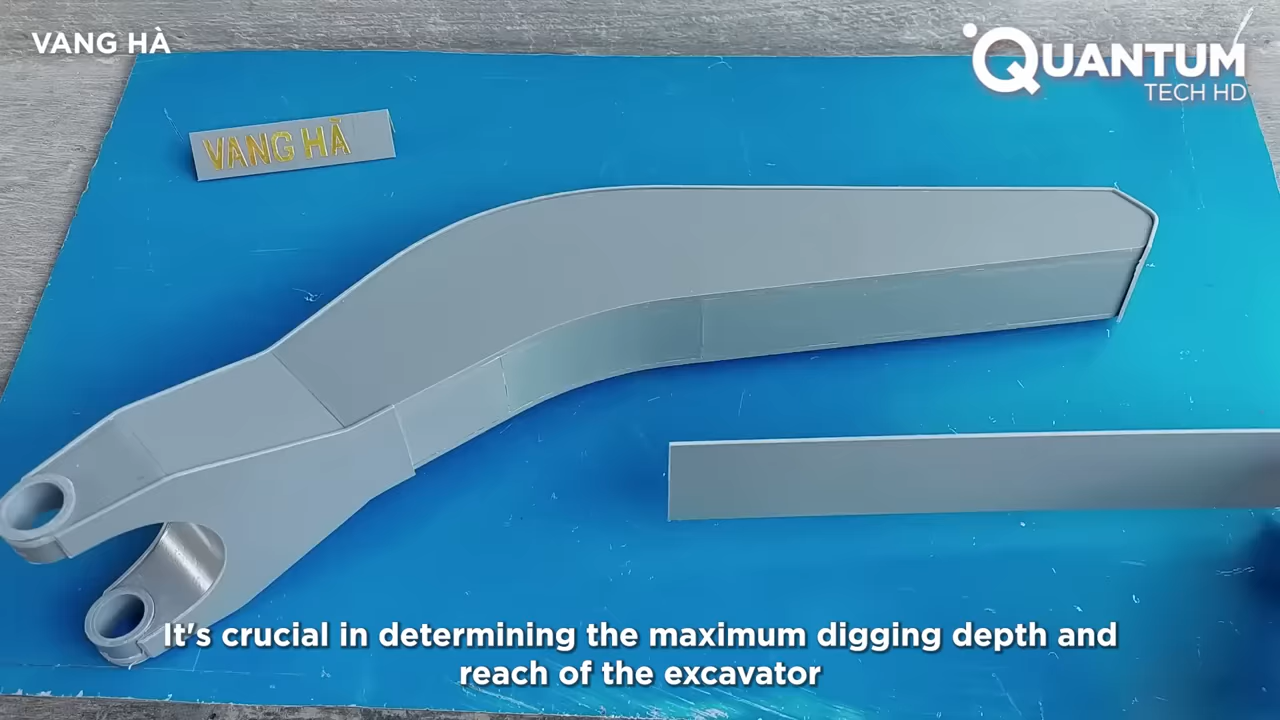 VANG HÀ
QUANTUM
TECH HD
VANG HÀ
It's crucial in determining the maximum digging depth and
reach of the excavator